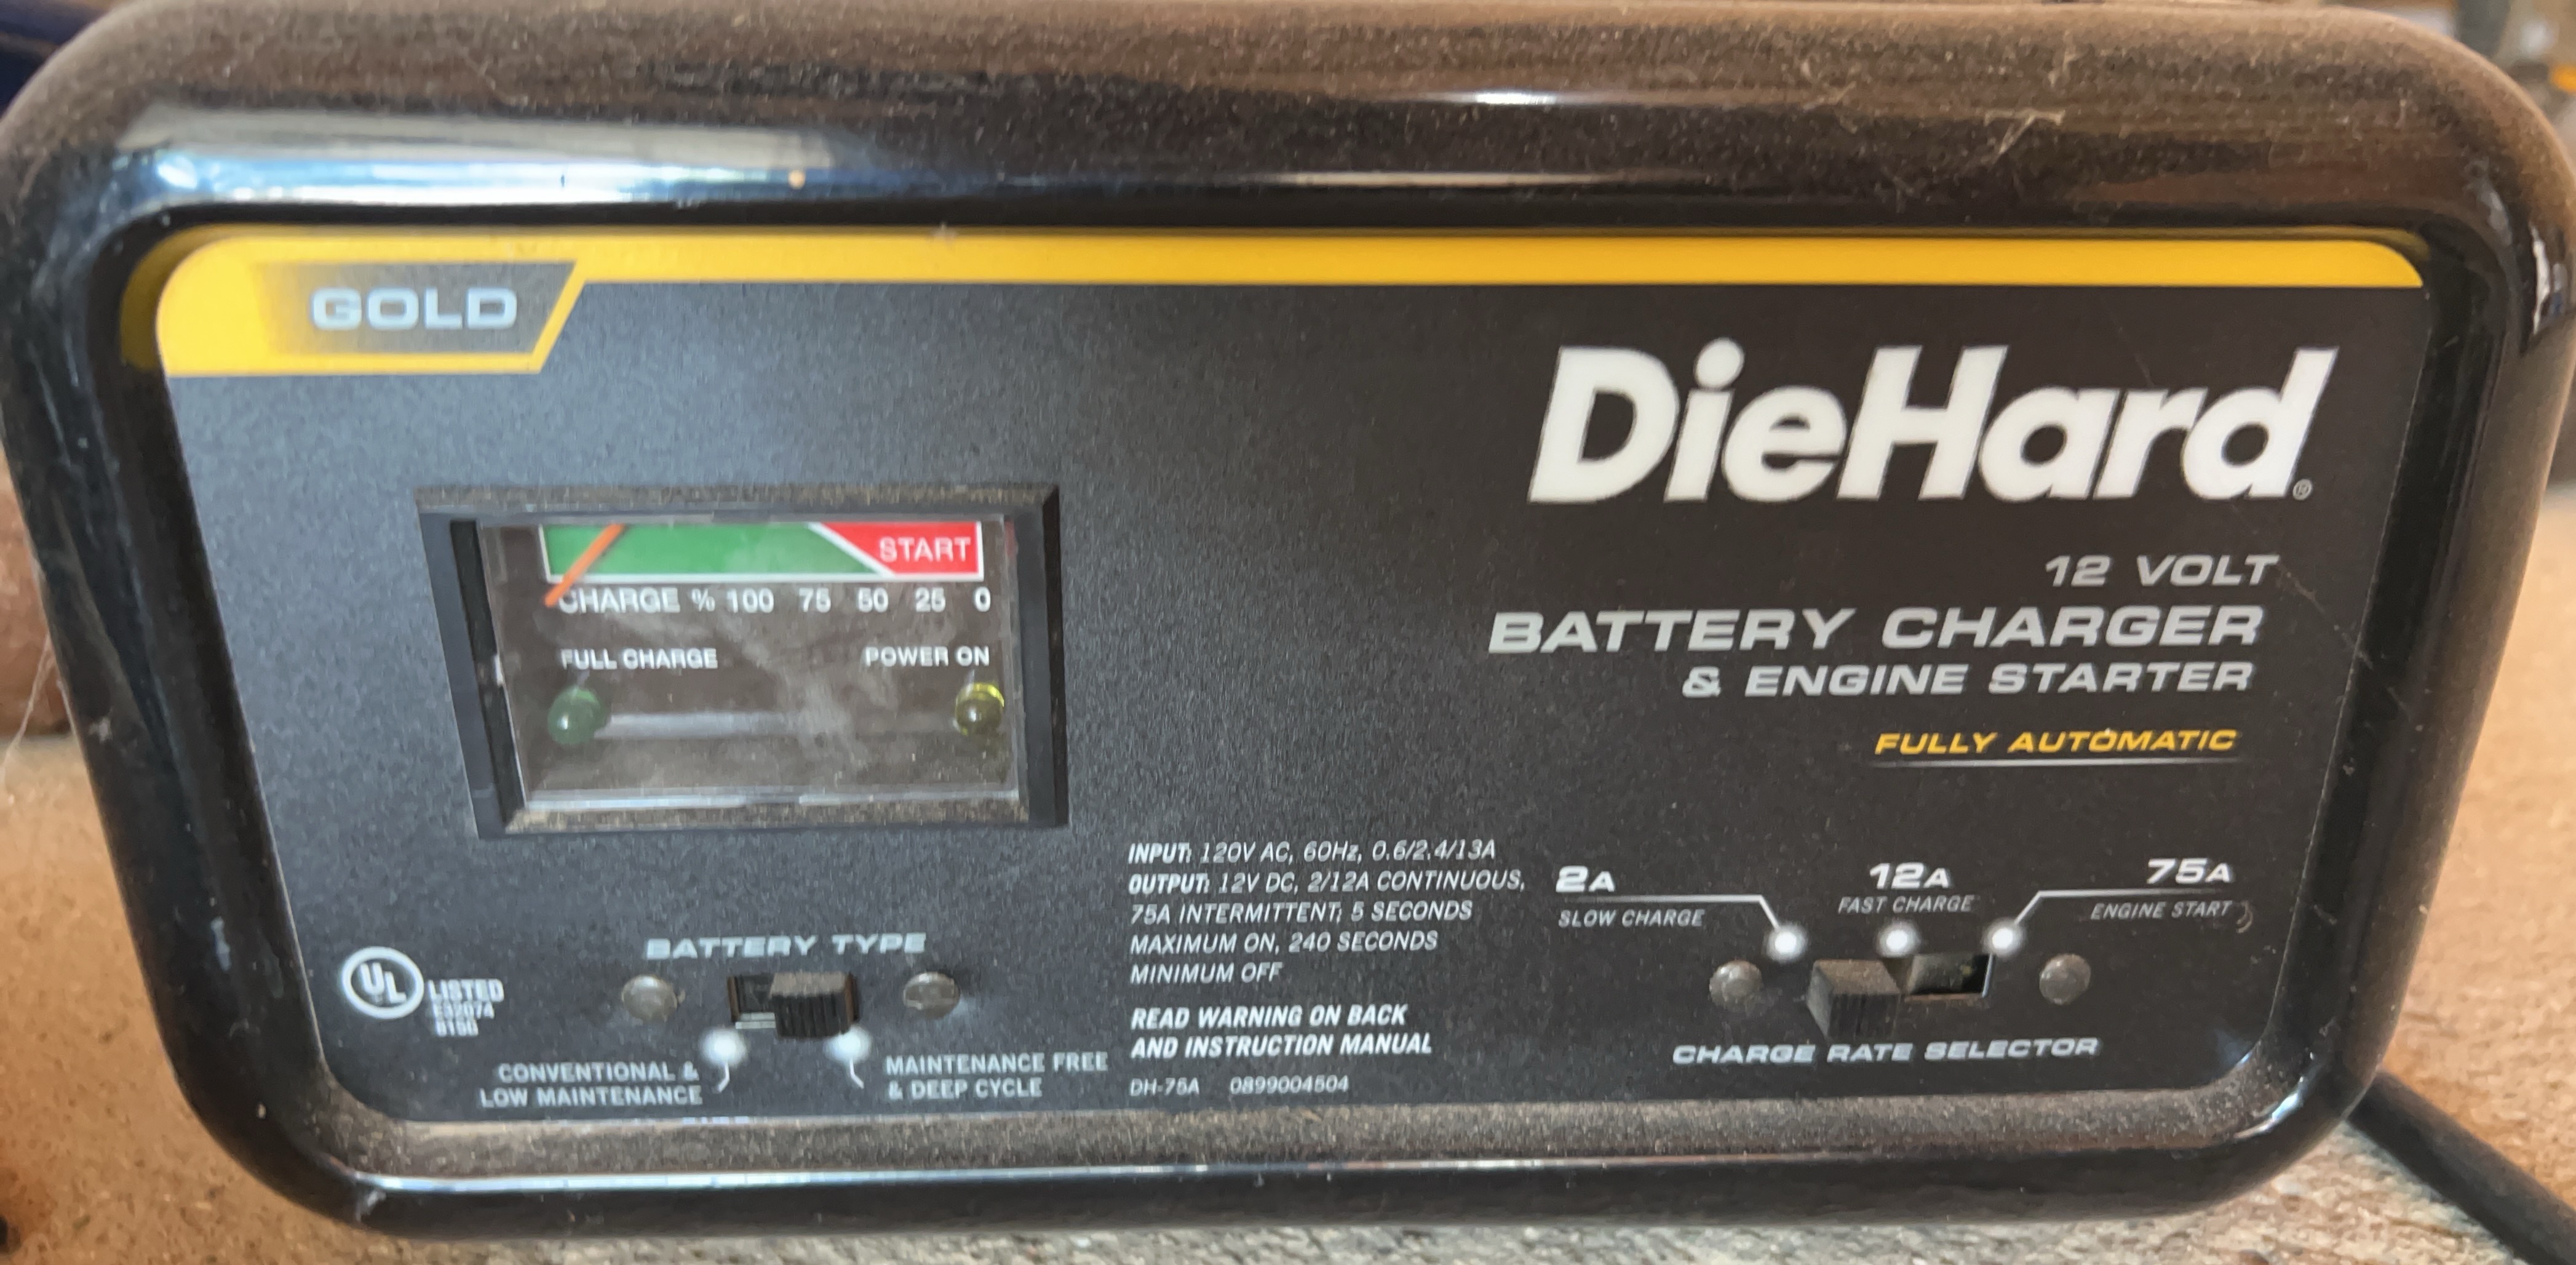 GOLD
DieHard®
12 VOLT
BATTERY CHARGER
& ENGINE STARTER
FULLY AUTOMATIC
START
CHARGE % 100 75 50 25 0
FULL CHARGE POWER ON
INPUT: 120V AC, 60Hz, 0.6/2.4/13A
OUTPUT: 12V DC, 2/12A CONTINUOUS,
75A INTERMITTENT; 5 SECONDS
MAXIMUM ON, 240 SECONDS
MINIMUM OFF
READ WARNING ON BACK
AND INSTRUCTION MANUAL
DH-75A 0899004504
2A
SLOW CHARGE
12A
FAST CHARGE
75A
ENGINE START
CHARGE RATE SELECTOR
BATTERY TYPE
CONVENTIONAL &
LOW MAINTENANCE
MAINTENANCE FREE
& DEEP CYCLE
UL
LISTED
E32074